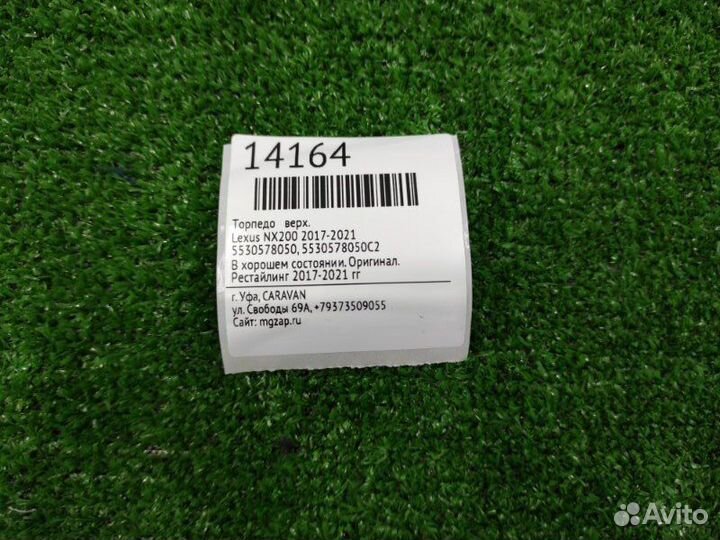 14164
Торпедо верх.
Lexus NX200 2017-2021
5530578050, 5530578050C2
В хорошем состоянии. Оригинал.
Рестайлинг 2017-2021 гг
г. Уфа, CARAVAN
ул. Свободы 69А, +79373509055
Сайт: mgzap.ru
Avito